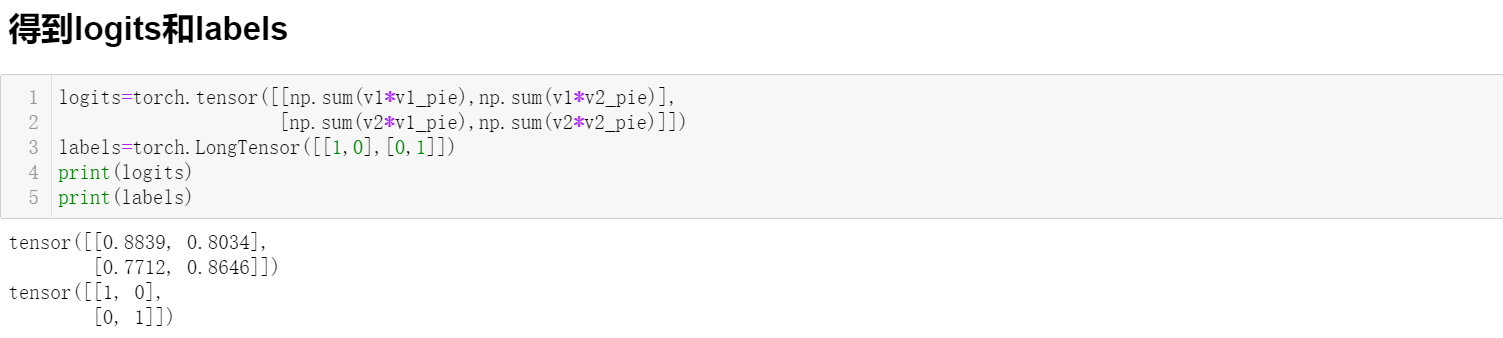 得到logits和labels
1 logits=torch.tensor([[np.sum(v1*v1_pie),np.sum(v1*v2_pie)],
2 [np.sum(v2*v1_pie),np.sum(v2*v2_pie)]])
3 labels=torch.LongTensor([[1,0],[0,1]])
4 print(logits)
5 print(labels)
tensor([[0.8839, 0.8034],
[0.7712, 0.8646]])
tensor([[1, 0],
[0, 1]])